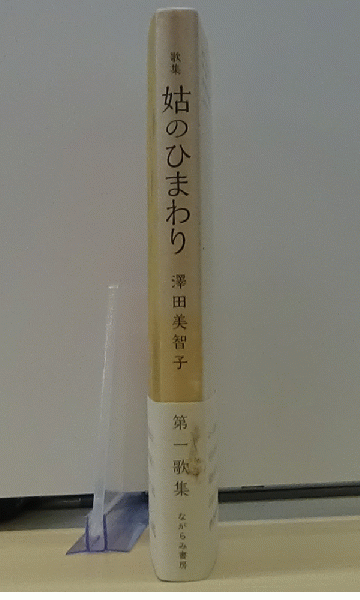 歌集
姑のひまわり
澤田美智子
第一歌集
ながらみ書房